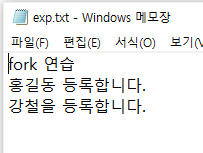 exp.txt - Windows 메모장
파일(F) 편집(E) 서식(O) 보기(V
fork 연습
홍길동 등록합니다.
강철을 등록합니다.